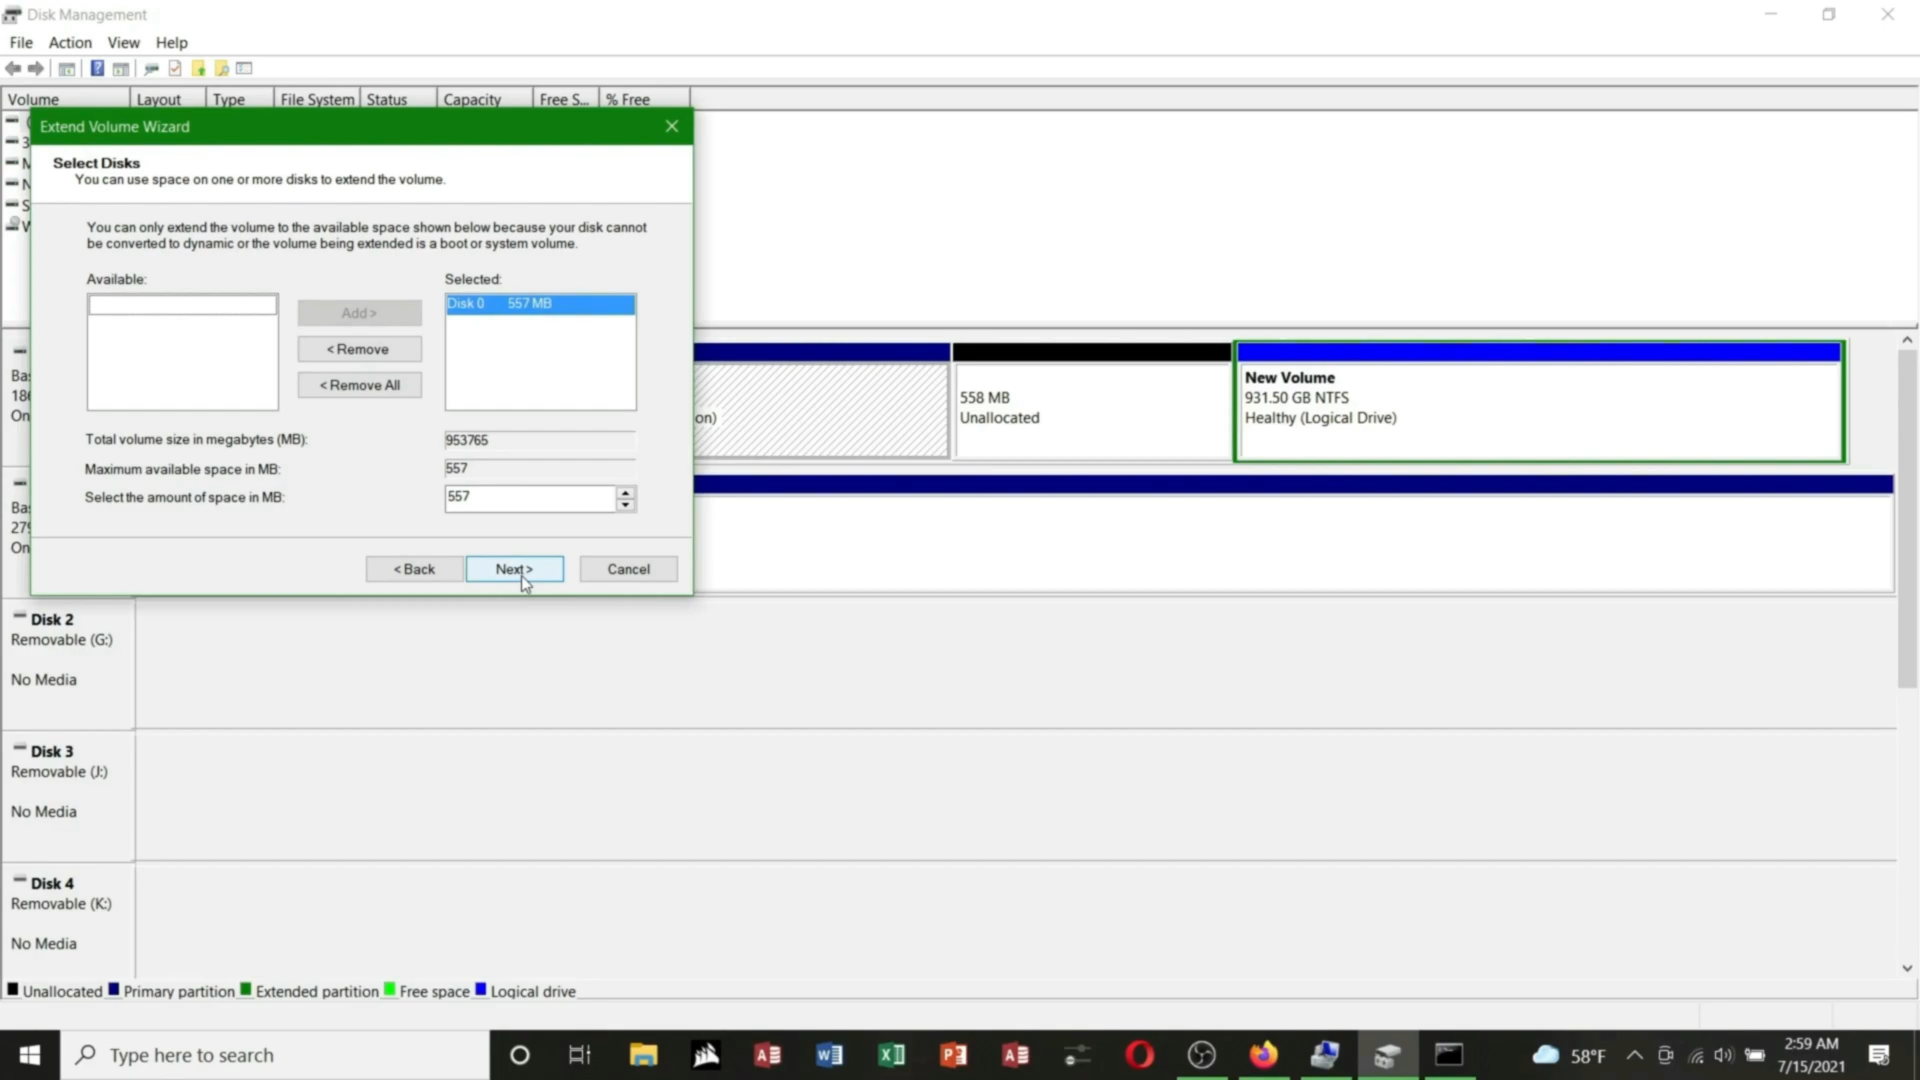 Disk Management
File Action View Help
Volume Layout Type File System Status Capacity Free S... % Free
Extend Volume Wizard
Select Disks
You can use space on one or more disks to extend the volume.
You can only extend the volume to the available space shown below because your disk cannot
be converted to dynamic or the volume being extended is a boot or system volume.
Available:
Selected:
Add >
Disk 0 557 MB
< Remove
< Remove All
Total volume size in megabytes (MB): 953765
Maximum available space in MB: 557
Select the amount of space in MB: 557
< Back Next > Cancel
on)
558 MB
Unallocated
New Volume
931.50 GB NTFS
Healthy (Logical Drive)
Bas
186
On
Bas
279
On
Disk 2
Removable (G:)
No Media
Disk 3
Removable (J:)
No Media
Disk 4
Removable (K:)
No Media
Unallocated Primary partition Extended partition Free space Logical drive
Type here to search
58°F
2:59 AM
7/15/2021